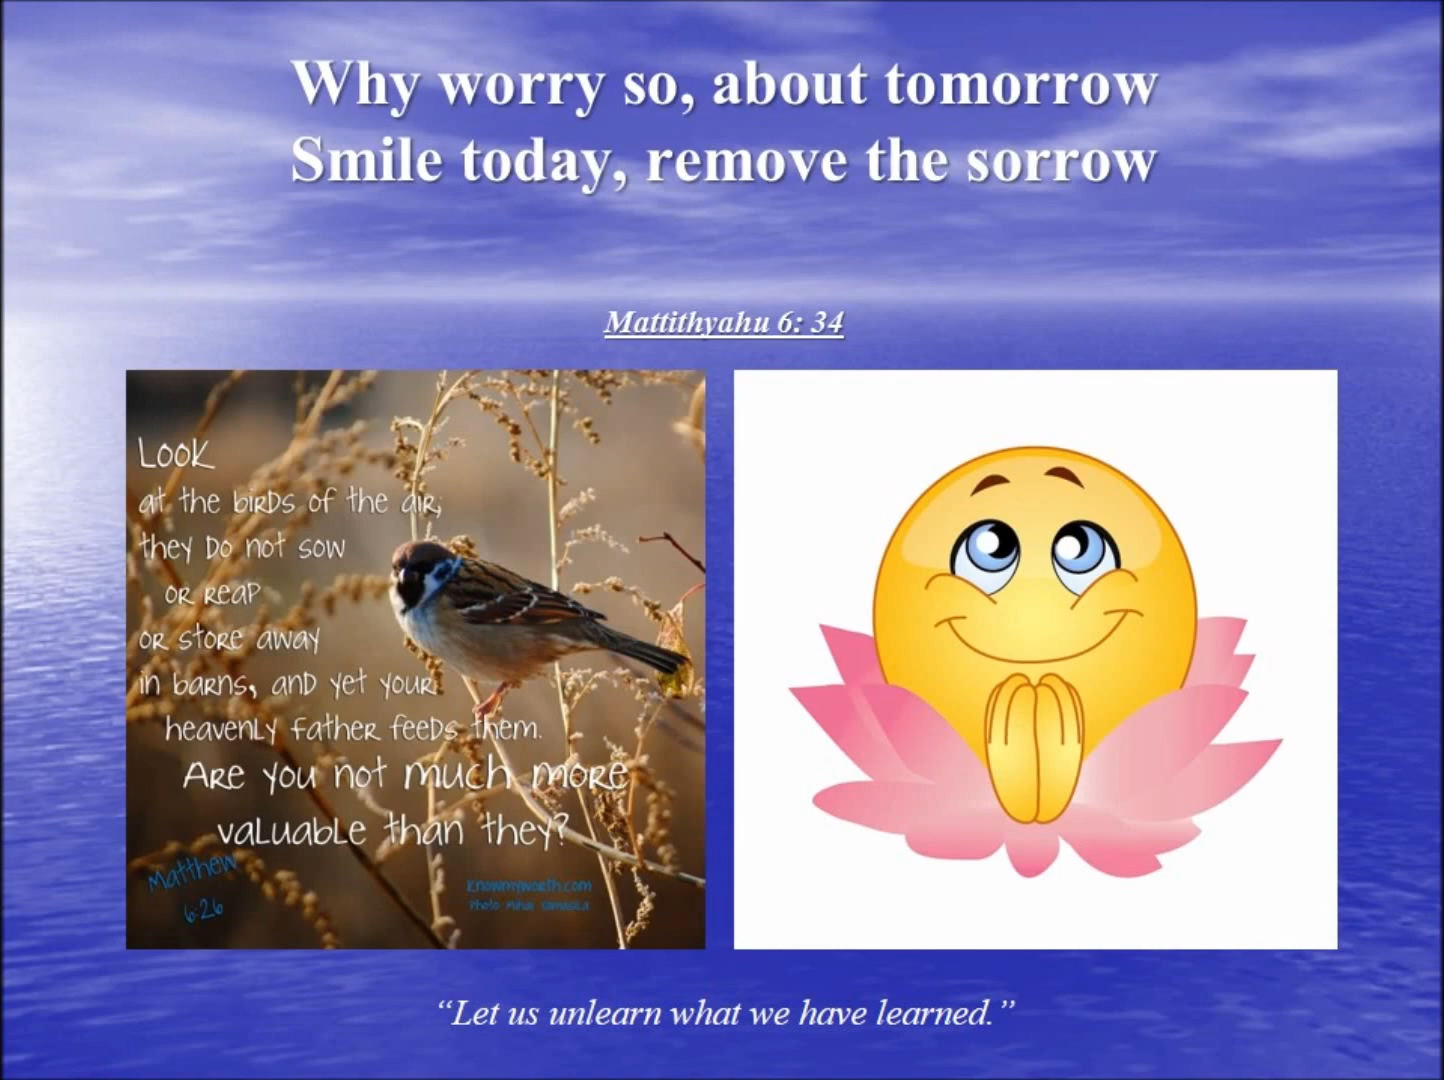 Why worry so, about tomorrow
Smile today, remove the sorrow
Mattithyahu 6: 34
Look
at the birds of the air;
they do not sow
or reap
or store away
in barns, and yet your
heavenly father feeds them.
Are you not much more
valuable than they?
Matthew
6:26
knowmyworth.com
Photo Mihai
“Let us unlearn what we have learned.”